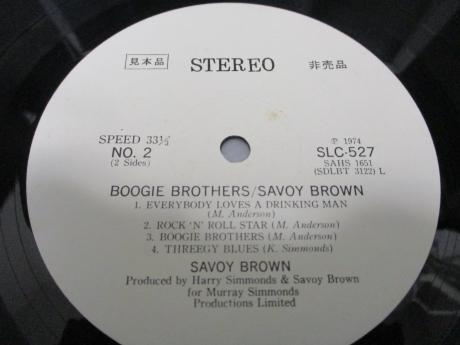 見本品 STEREO 非売品
SPEED 33⅓
NO. 2
(2 Sides)
Ⓟ 1974
SLC-527
SAHS 1651
(SDLBT 3122) L
BOOGIE BROTHERS/SAVOY BROWN
1. EVERYBODY LOVES A DRINKING MAN
(M. Anderson)
2. ROCK 'N' ROLL STAR (M. Anderson)
3. BOOGIE BROTHERS (M. Anderson)
4. THREEGY BLUES (K. Simmonds)
SAVOY BROWN
Produced by Harry Simmonds & Savoy Brown
for Murray Simmonds
Productions Limited